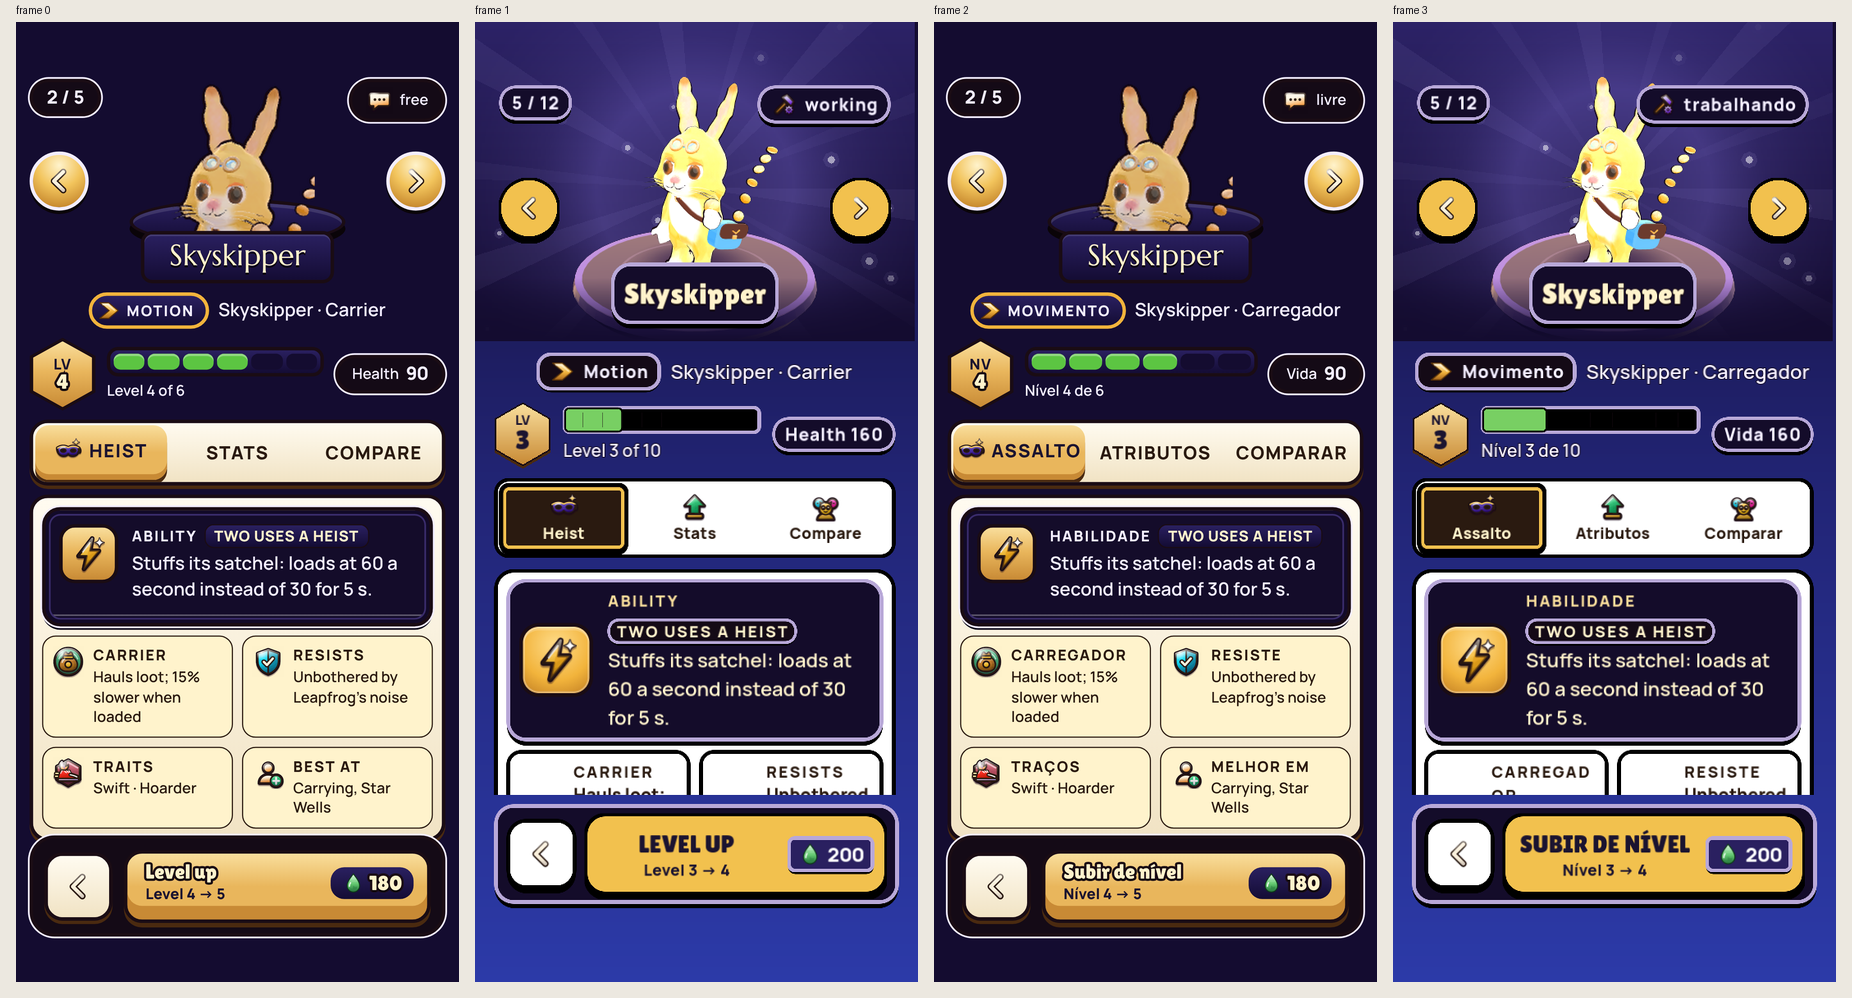 frame 0
2 / 5
free
Skyskipper
MOTION
Skyskipper · Carrier
LV
4
Level 4 of 6
Health 90
HEIST
STATS
COMPARE
ABILITY
TWO USES A HEIST
Stuffs its satchel: loads at 60 a
second instead of 30 for 5 s.
CARRIER
Hauls loot; 15%
slower when
loaded
RESISTS
Unbothered by
Leapfrog's noise
TRAITS
Swift · Hoarder
BEST AT
Carrying, Star
Wells
Level up
Level 4 → 5
180
frame 1
5 / 12
working
Skyskipper
Motion
Skyskipper · Carrier
LV
3
Level 3 of 10
Health 160
Heist
Stats
Compare
ABILITY
TWO USES A HEIST
Stuffs its satchel: loads at
60 a second instead of 30
for 5 s.
CARRIER
Hauls loot:
RESISTS
Unbothered
LEVEL UP
Level 3 → 4
200
frame 2
2 / 5
livre
Skyskipper
MOVIMENTO
Skyskipper · Carregador
NV
4
Nível 4 de 6
Vida 90
ASSALTO
ATRIBUTOS
COMPARAR
HABILIDADE
TWO USES A HEIST
Stuffs its satchel: loads at 60 a
second instead of 30 for 5 s.
CARREGADOR
Hauls loot; 15%
slower when
loaded
RESISTE
Unbothered by
Leapfrog's noise
TRAÇOS
Swift · Hoarder
MELHOR EM
Carrying, Star
Wells
Subir de nível
Nível 4 → 5
180
frame 3
5 / 12
trabalhando
Skyskipper
Movimento
Skyskipper · Carregador
NV
3
Nível 3 de 10
Vida 160
Assalto
Atributos
Comparar
HABILIDADE
TWO USES A HEIST
Stuffs its satchel: loads at
60 a second instead of 30
for 5 s.
CARREGAD
OR
RESISTE
Unbothered
SUBIR DE NÍVEL
Nível 3 → 4
200